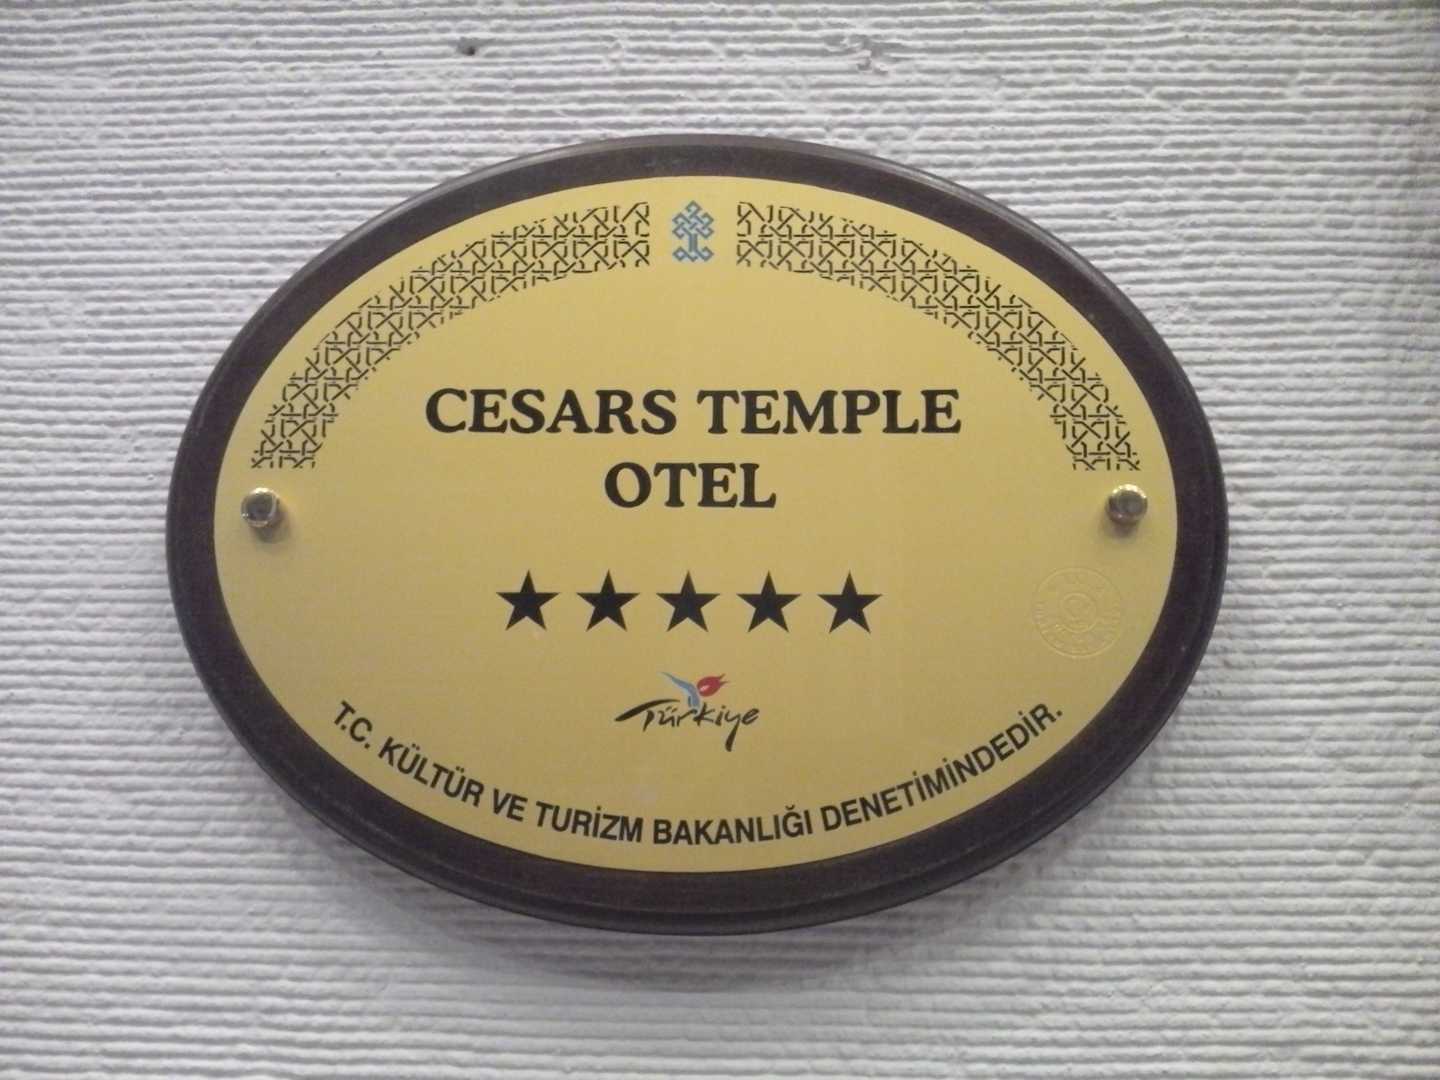 CESARS TEMPLE
OTEL
Türkiye
T.C. KÜLTÜR VE TURİZM BAKANLIĞI DENETİMİNDEDİR.